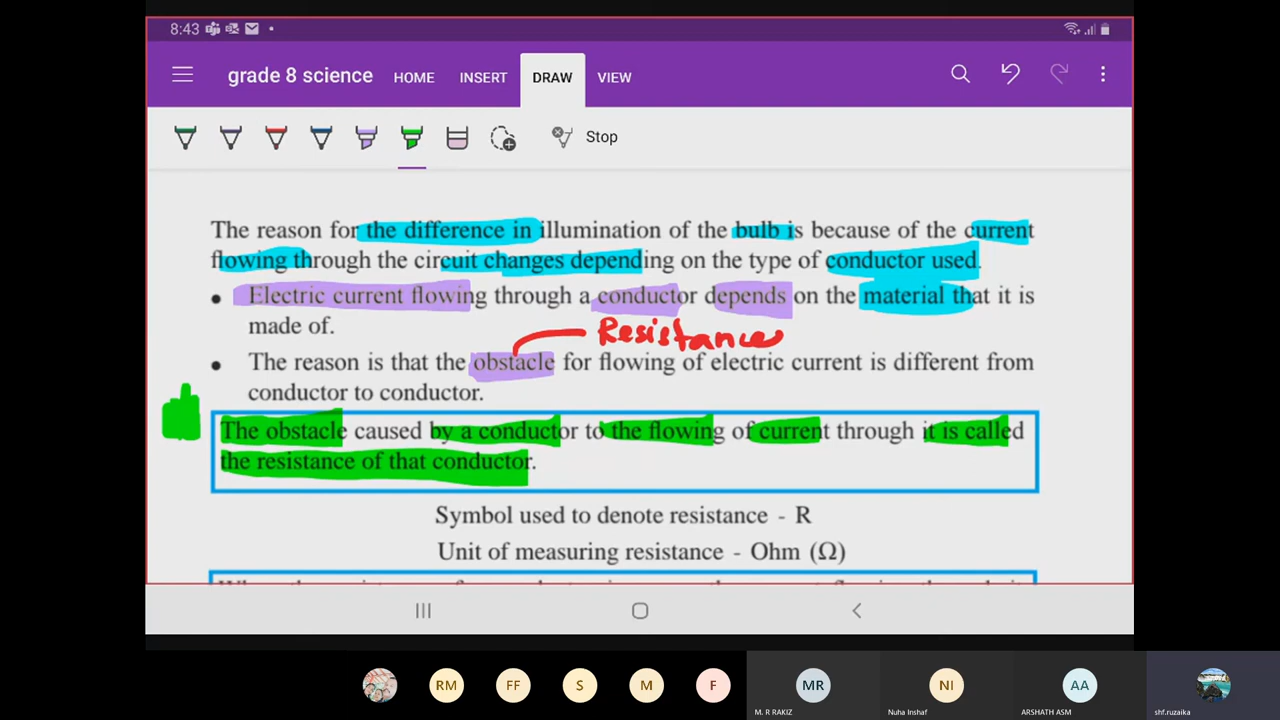 8:43
grade 8 science HOME INSERT DRAW VIEW
Stop
The reason for the difference in illumination of the bulb is because of the current
flowing through the circuit changes depending on the type of conductor used.
• Electric current flowing through a conductor depends on the material that it is
made of.
Resistance
• The reason is that the obstacle for flowing of electric current is different from
conductor to conductor.
The obstacle caused by a conductor to the flowing of current through it is called
the resistance of that conductor.
Symbol used to denote resistance - R
Unit of measuring resistance - Ohm (Ω)
RM FF S M F MR NI AA
M. R RAKIZ Nuha Inshaf ARSHATH ASM shf.ruzaika